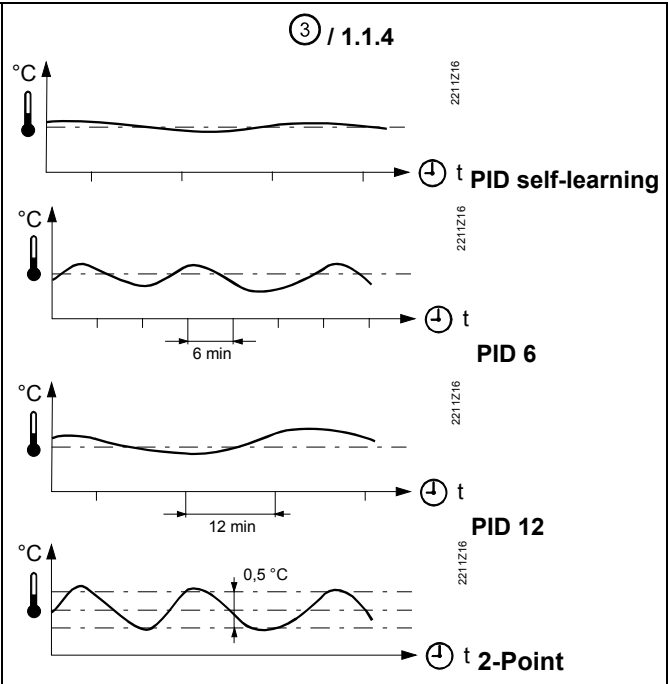 3 / 1.1.4
°C
2211Z16
t PID self-learning
°C
2211Z16
t
6 min
PID 6
°C
2211Z16
t
12 min
PID 12
°C
2211Z16
0,5 °C
t 2-Point